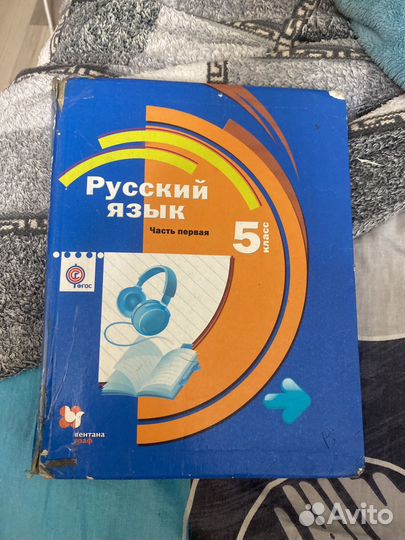 Русский
язык
Часть первая
5
класс
ФГОС
вентана
граф
Avito